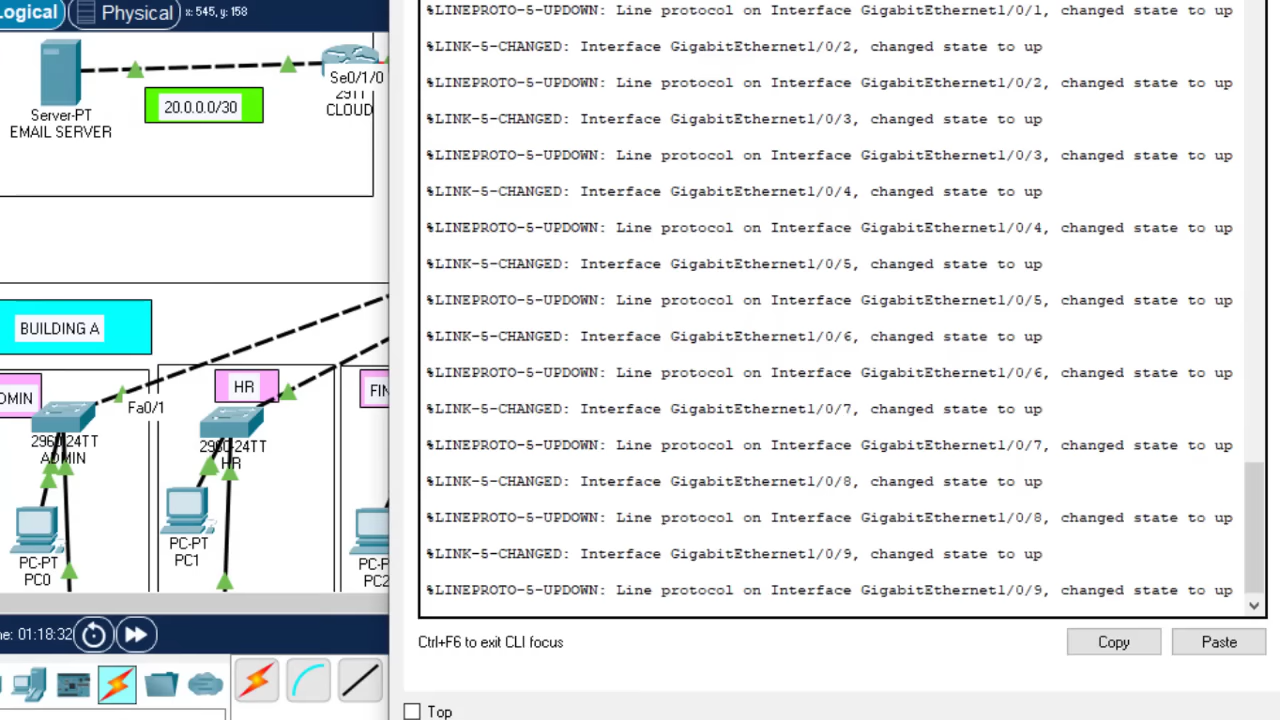 Logical
Physical
x: 545, y: 158
Server-PT
EMAIL SERVER
20.0.0.0/30
Se0/1/0
2911
CLOUD
BUILDING A
DMIN
HR
FIN
Fa0/1
2960-24TT
ADMIN
2960-24TT
HR
PC-PT
PC0
PC-PT
PC1
PC-P
PC2
ne: 01:18:32
%LINEPROTO-5-UPDOWN: Line protocol on Interface GigabitEthernet1/0/1, changed state to up
%LINK-5-CHANGED: Interface GigabitEthernet1/0/2, changed state to up
%LINEPROTO-5-UPDOWN: Line protocol on Interface GigabitEthernet1/0/2, changed state to up
%LINK-5-CHANGED: Interface GigabitEthernet1/0/3, changed state to up
%LINEPROTO-5-UPDOWN: Line protocol on Interface GigabitEthernet1/0/3, changed state to up
%LINK-5-CHANGED: Interface GigabitEthernet1/0/4, changed state to up
%LINEPROTO-5-UPDOWN: Line protocol on Interface GigabitEthernet1/0/4, changed state to up
%LINK-5-CHANGED: Interface GigabitEthernet1/0/5, changed state to up
%LINEPROTO-5-UPDOWN: Line protocol on Interface GigabitEthernet1/0/5, changed state to up
%LINK-5-CHANGED: Interface GigabitEthernet1/0/6, changed state to up
%LINEPROTO-5-UPDOWN: Line protocol on Interface GigabitEthernet1/0/6, changed state to up
%LINK-5-CHANGED: Interface GigabitEthernet1/0/7, changed state to up
%LINEPROTO-5-UPDOWN: Line protocol on Interface GigabitEthernet1/0/7, changed state to up
%LINK-5-CHANGED: Interface GigabitEthernet1/0/8, changed state to up
%LINEPROTO-5-UPDOWN: Line protocol on Interface GigabitEthernet1/0/8, changed state to up
%LINK-5-CHANGED: Interface GigabitEthernet1/0/9, changed state to up
%LINEPROTO-5-UPDOWN: Line protocol on Interface GigabitEthernet1/0/9, changed state to up
Ctrl+F6 to exit CLI focus
Copy
Paste
Top